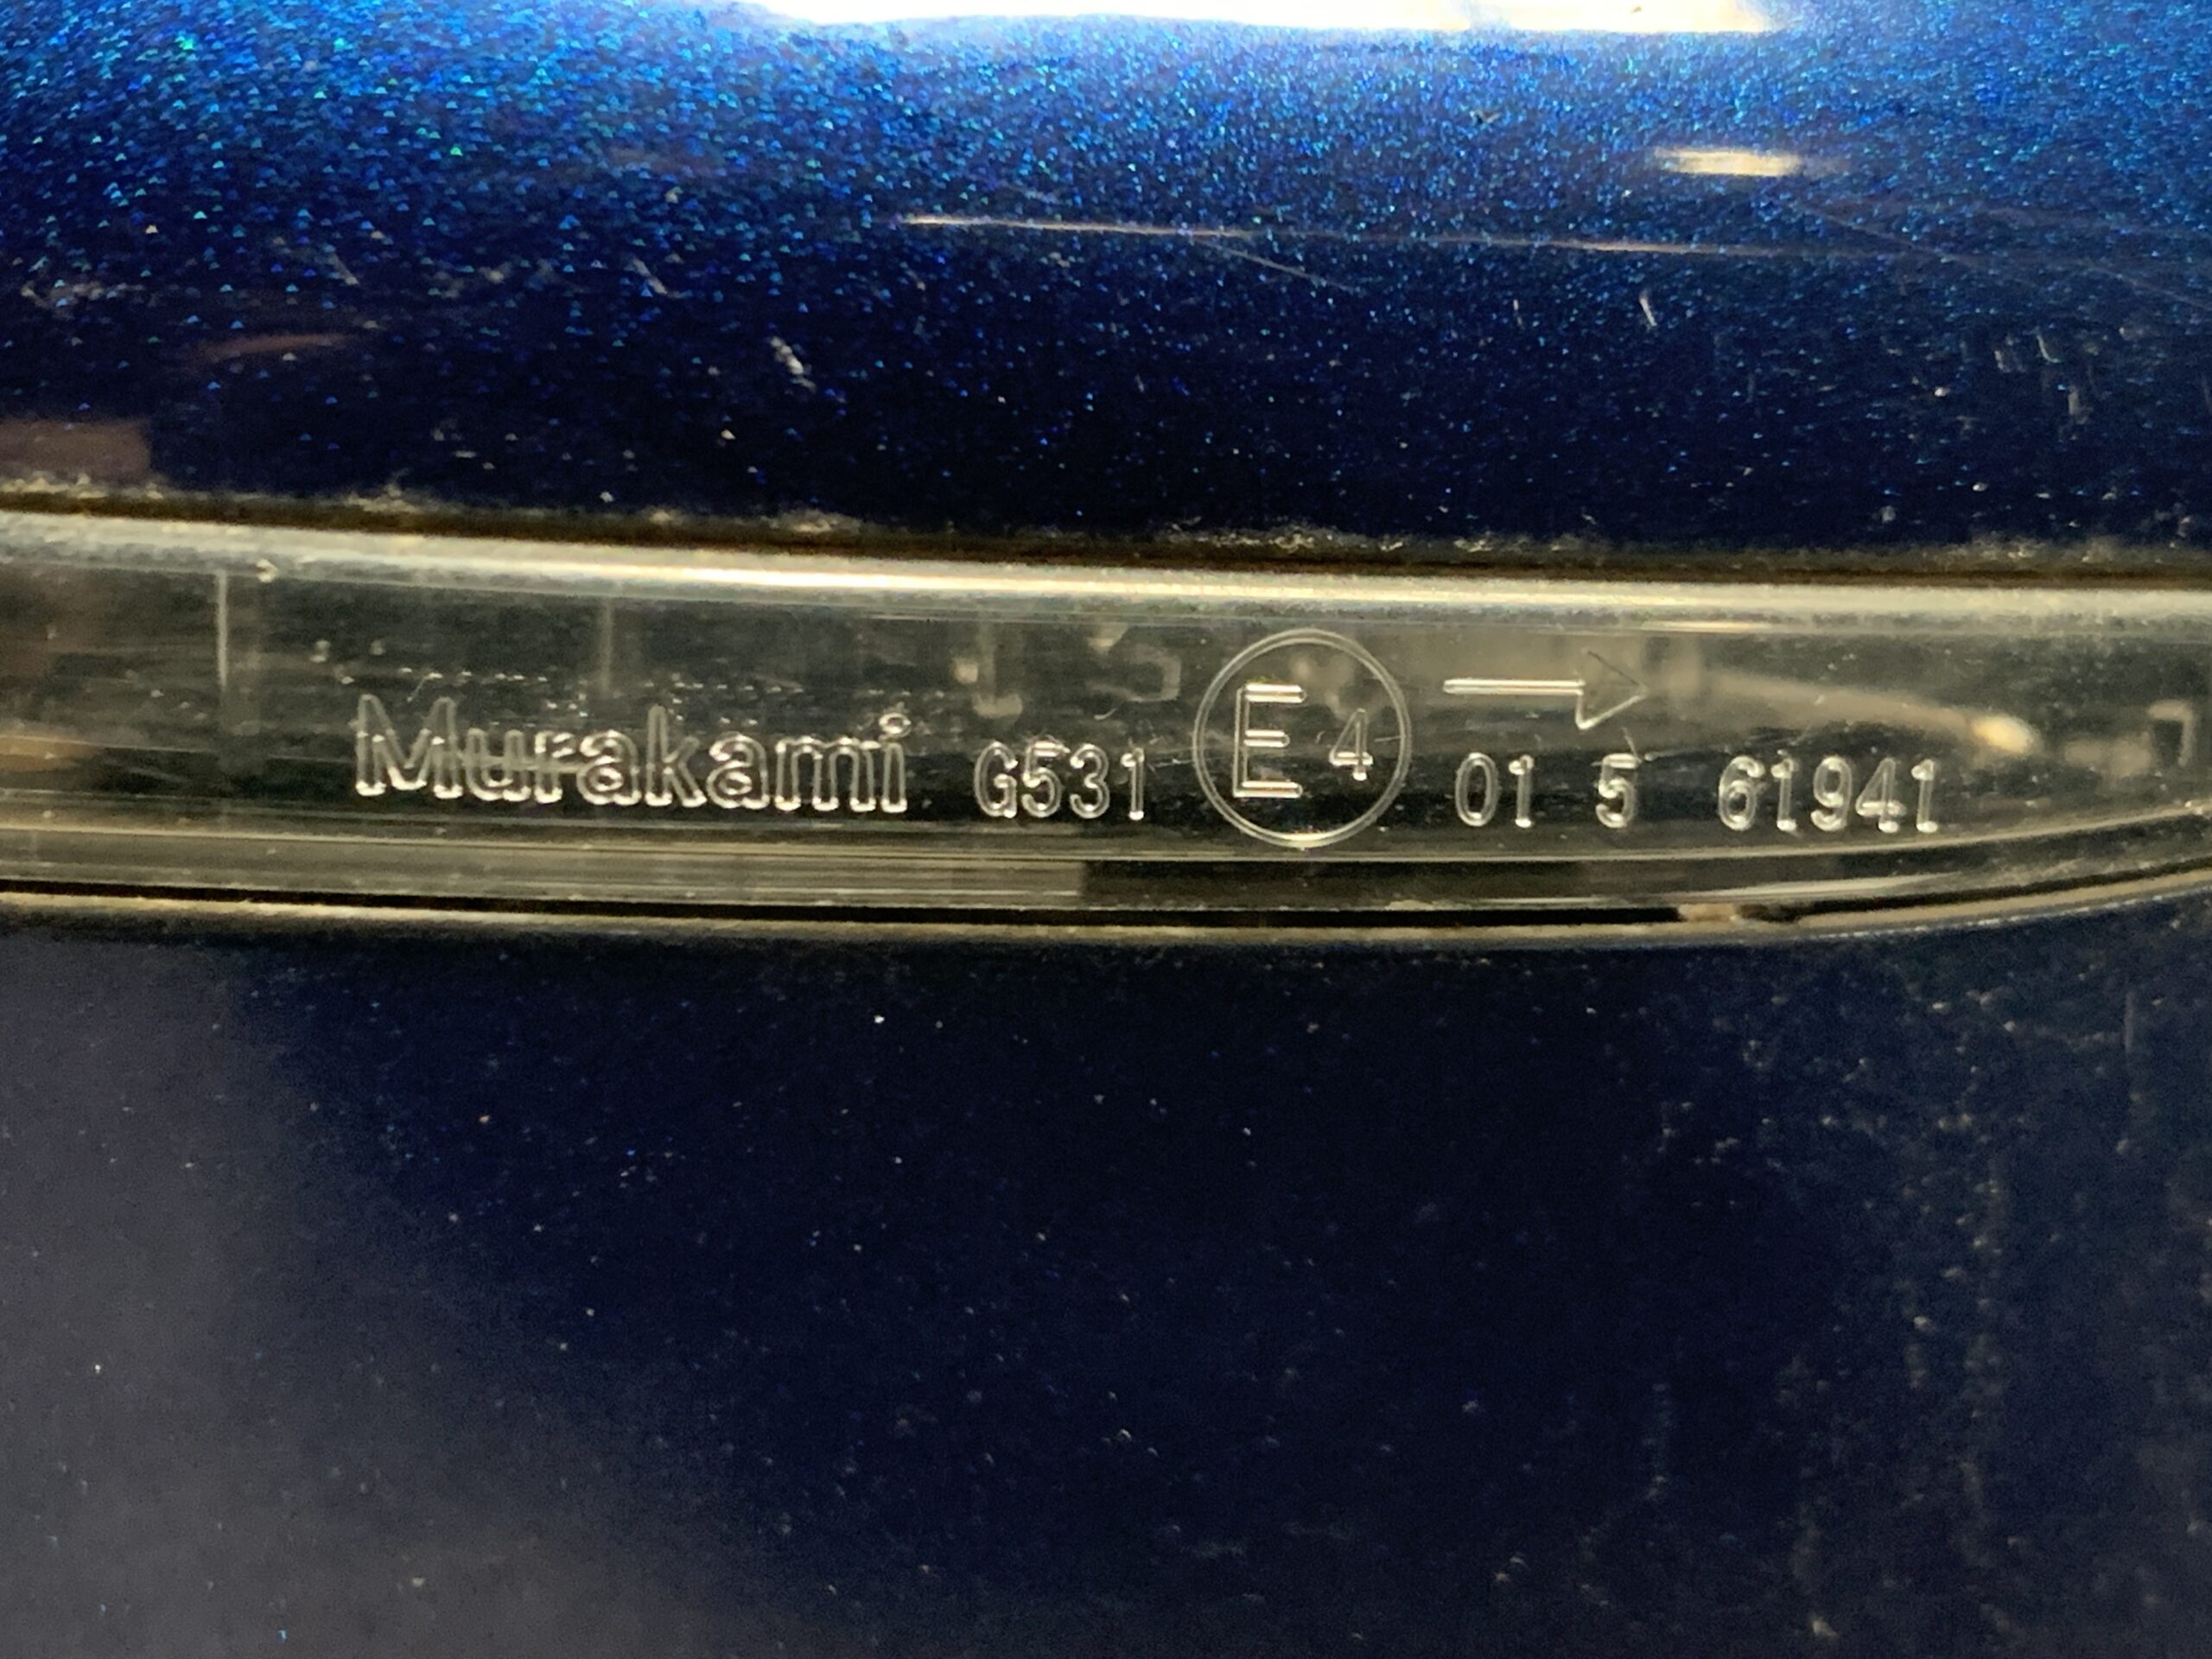 Murakami G531 E4 → 01 5 61941